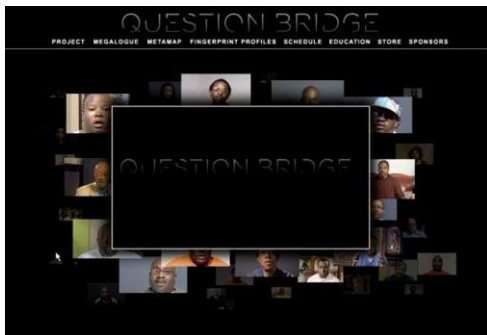 QUESTION BRIDGE
PROJECT MEGALOGUE METAMAP FINGERPRINT PROFILES SCHEDULE EDUCATION STORE SPONSORS
QUESTION BRIDGE